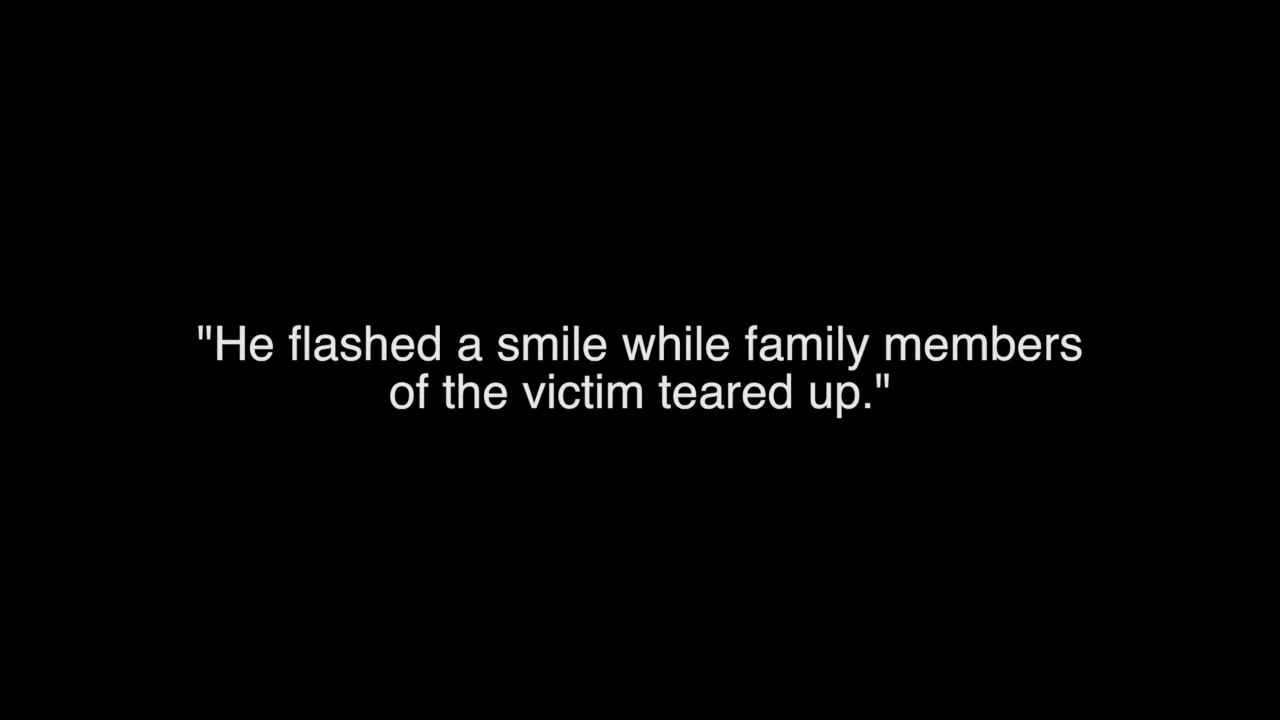 "He flashed a smile while family members
of the victim teared up."